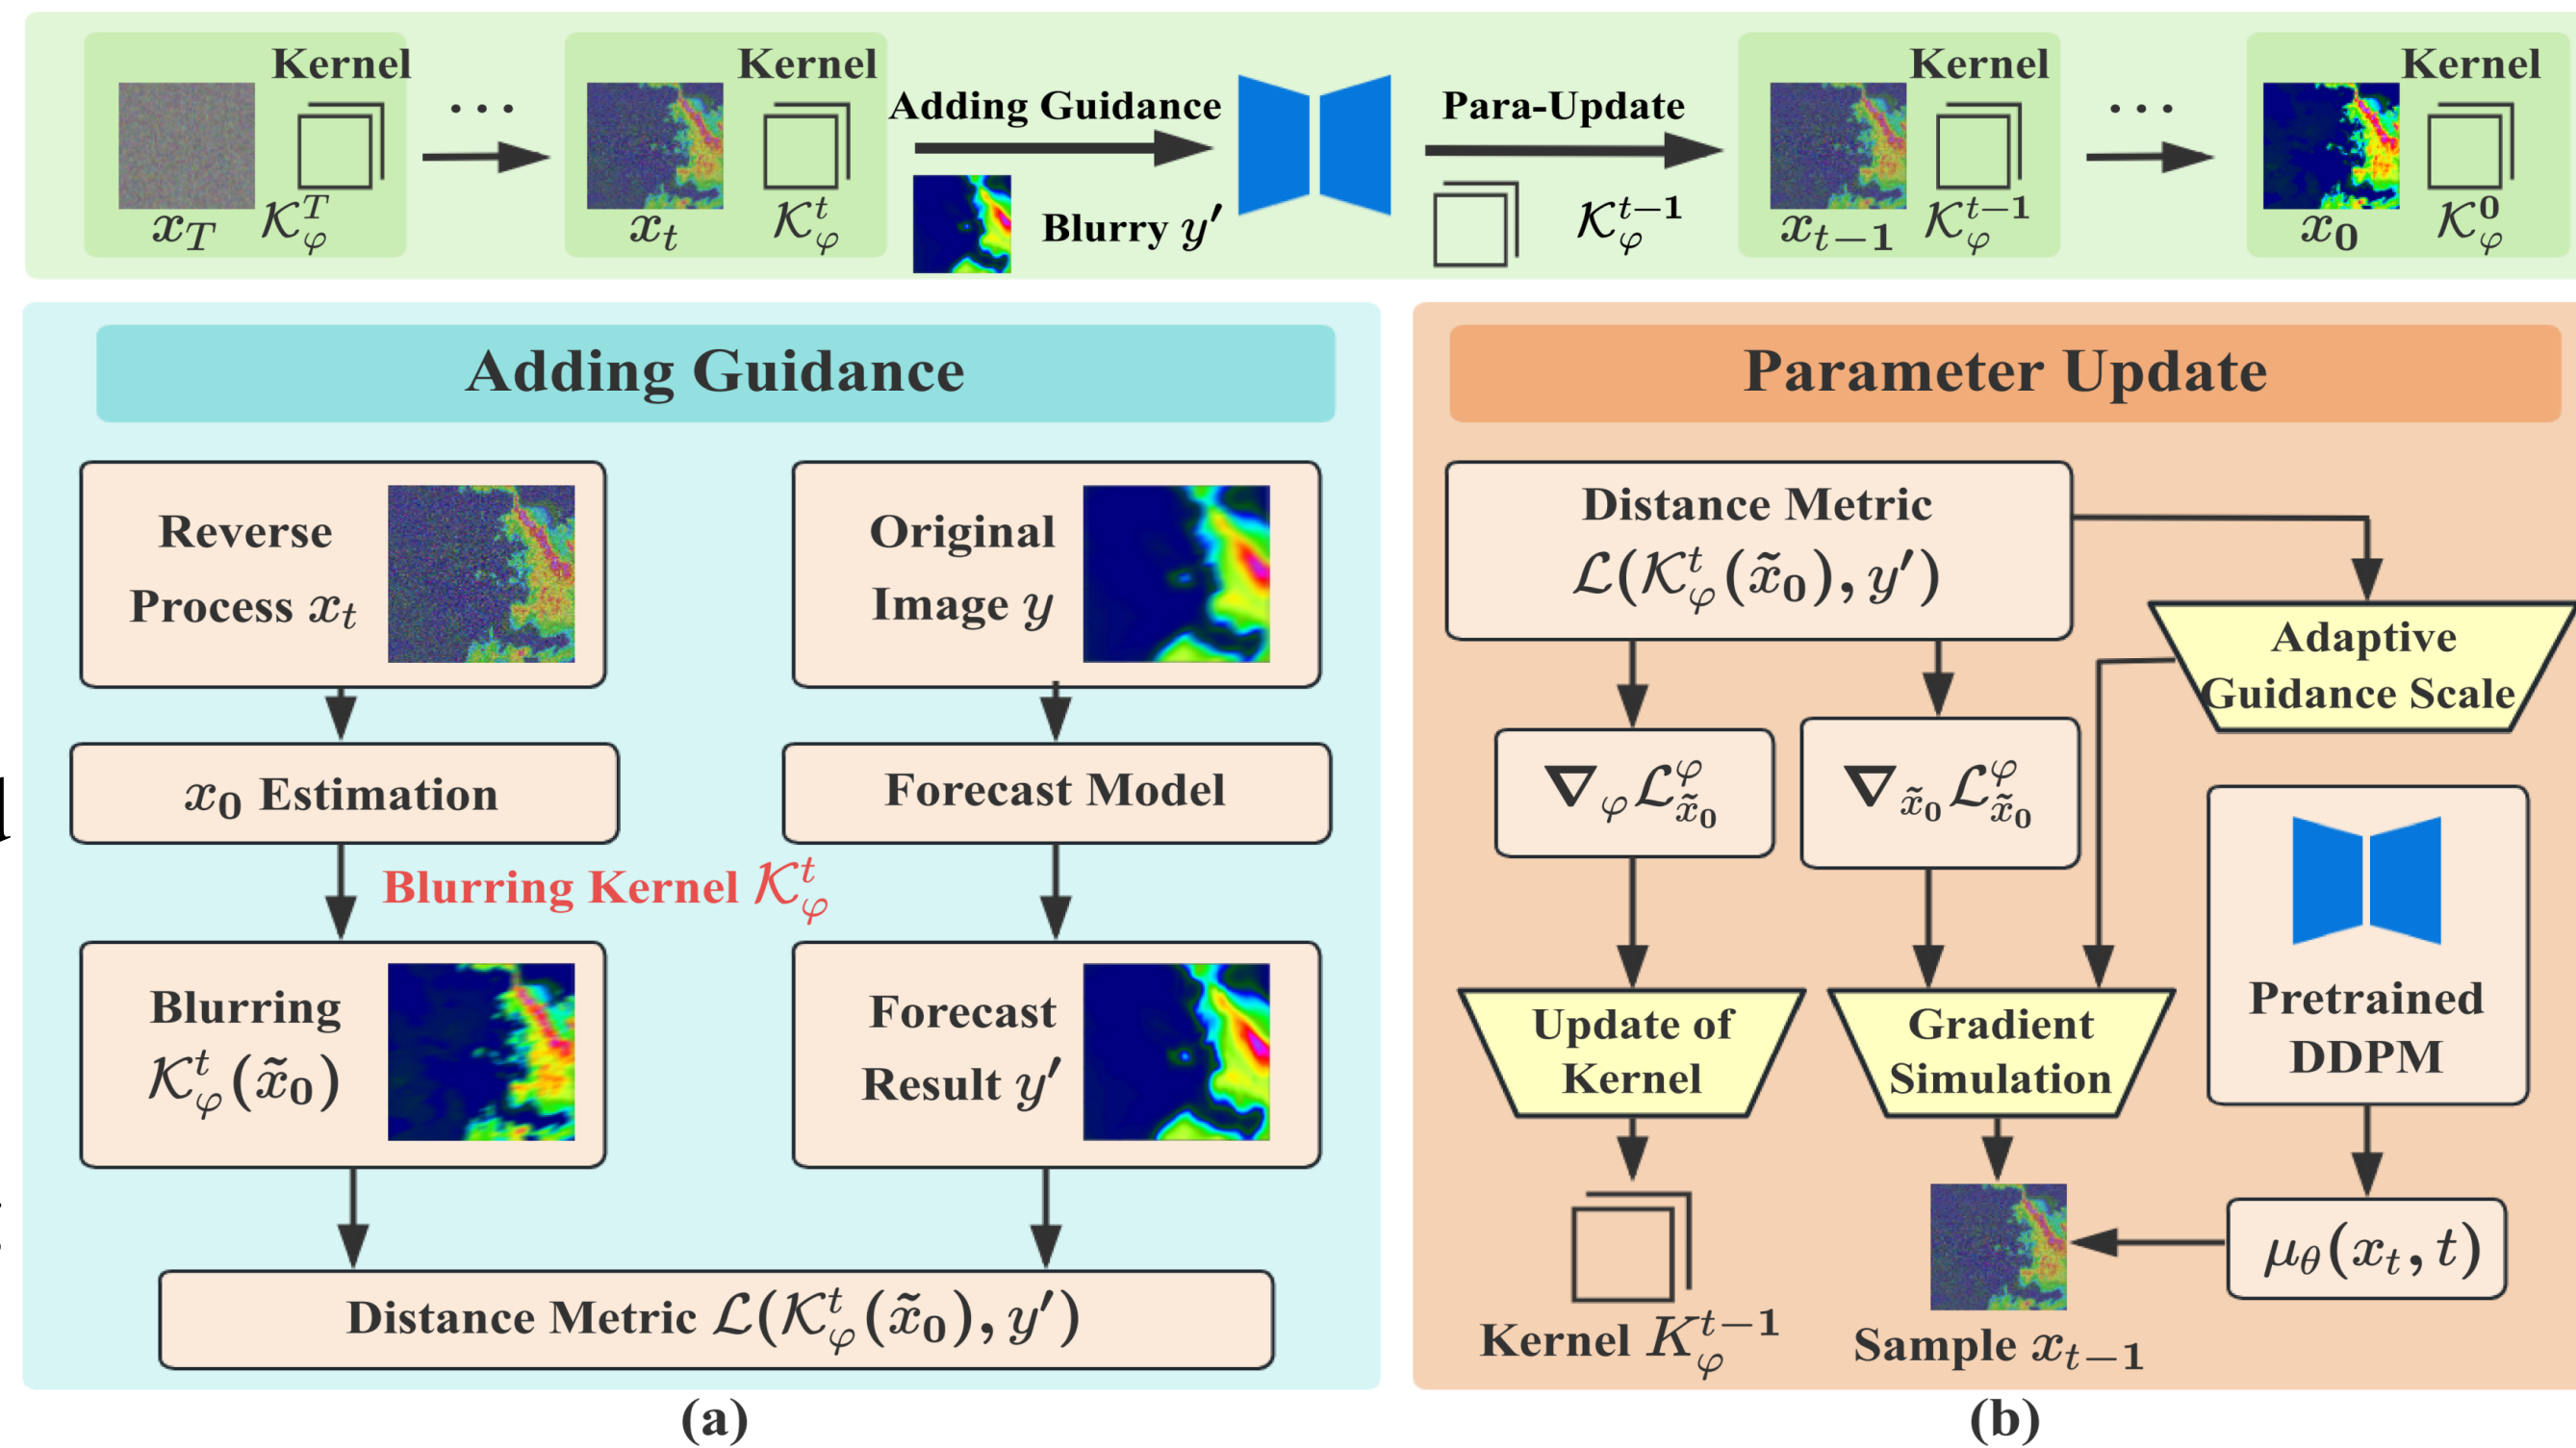 Kernel
Kernel
Kernel
Kernel
...
Adding Guidance
Para-Update
...
x_T
𝒦_φ^T
x_t
𝒦_φ^t
Blurry y′
𝒦_φ^{t−1}
x_{t−1}
𝒦_φ^{t−1}
x_0
𝒦_φ^0
Adding Guidance
Reverse
Process x_t
Original
Image y
x_0 Estimation
Forecast Model
Blurring Kernel 𝒦_φ^t
Blurring
𝒦_φ^t(x̃_0)
Forecast
Result y′
Distance Metric ℒ(𝒦_φ^t(x̃_0), y′)
(a)
Parameter Update
Distance Metric
ℒ(𝒦_φ^t(x̃_0), y′)
Adaptive
Guidance Scale
∇_φ ℒ_{x̃_0}^φ
∇_{x̃_0} ℒ_{x̃_0}^φ
Update of
Kernel
Gradient
Simulation
Pretrained
DDPM
μ_θ(x_t, t)
Kernel K_φ^{t−1}
Sample x_{t−1}
(b)